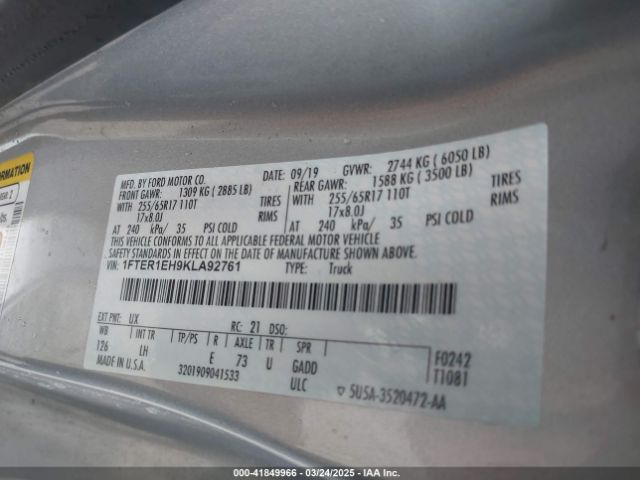 ORMATION
MFD. BY FORD MOTOR CO.
DATE: 09/19 GVWR: 2744 KG ( 6050 LB)
FRONT GAWR: 1309 KG ( 2885 LB)
REAR GAWR: 1588 KG ( 3500 LB)
WITH 255/65R17 110T TIRES
WITH 255/65R17 110T TIRES
17x8.0J RIMS
17x8.0J RIMS
AT 240 kPa/ 35 PSI COLD
AT 240 kPa/ 35 PSI COLD
THIS VEHICLE CONFORMS TO ALL APPLICABLE FEDERAL MOTOR VEHICLE
SAFETY STANDARDS IN EFFECT ON THE DATE OF MANUFACTURE SHOWN ABOVE.
VIN: 1FTER1EH9KLA92761 TYPE: Truck
EXT PNT: UX RC: 21 DSO:
WB INT TR TP/PS R AXLE TR SPR
126 LH E 73 U GADD
F0242
T1081
MADE IN U.S.A. 3201909041533 ULC
5U5A-3520472-AA
000-41849966 - 03/24/2025 - IAA Inc.